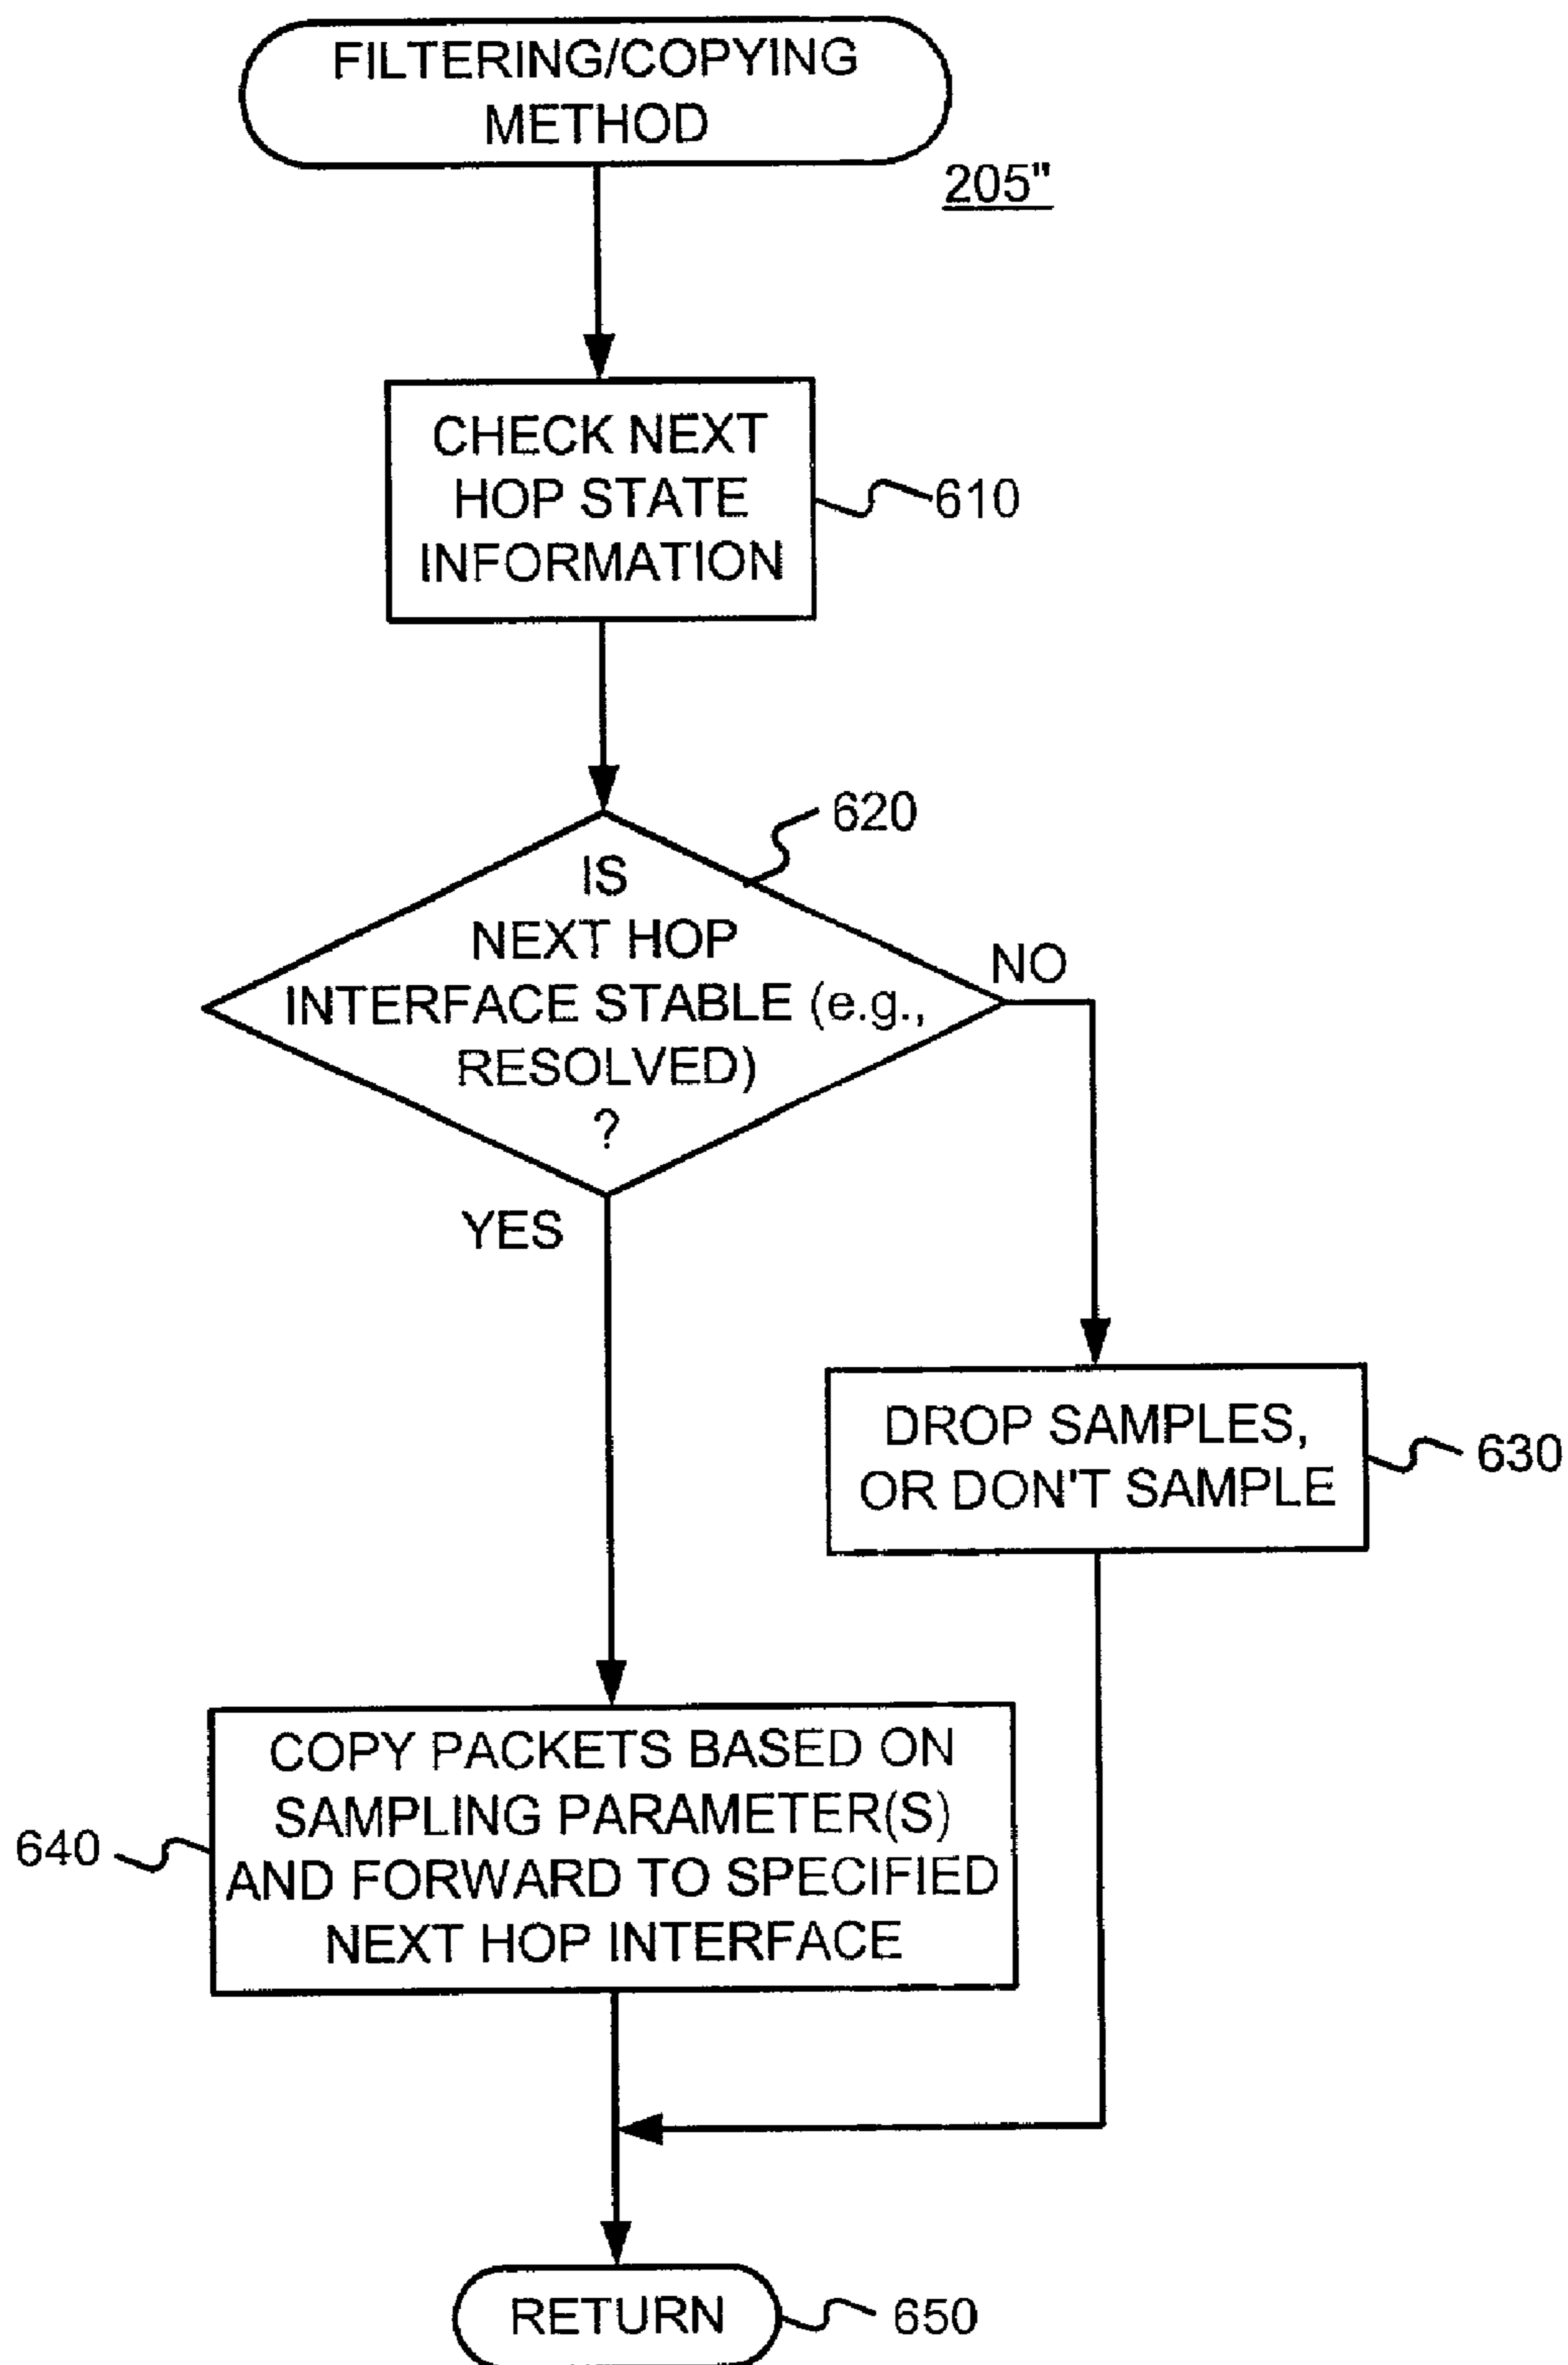 FILTERING/COPYING
METHOD
205"
CHECK NEXT
HOP STATE
INFORMATION
610
620
IS
NEXT HOP
INTERFACE STABLE (e.g.,
RESOLVED)
?
NO
YES
DROP SAMPLES,
OR DON'T SAMPLE
630
COPY PACKETS BASED ON
SAMPLING PARAMETER(S)
AND FORWARD TO SPECIFIED
NEXT HOP INTERFACE
640
RETURN
650